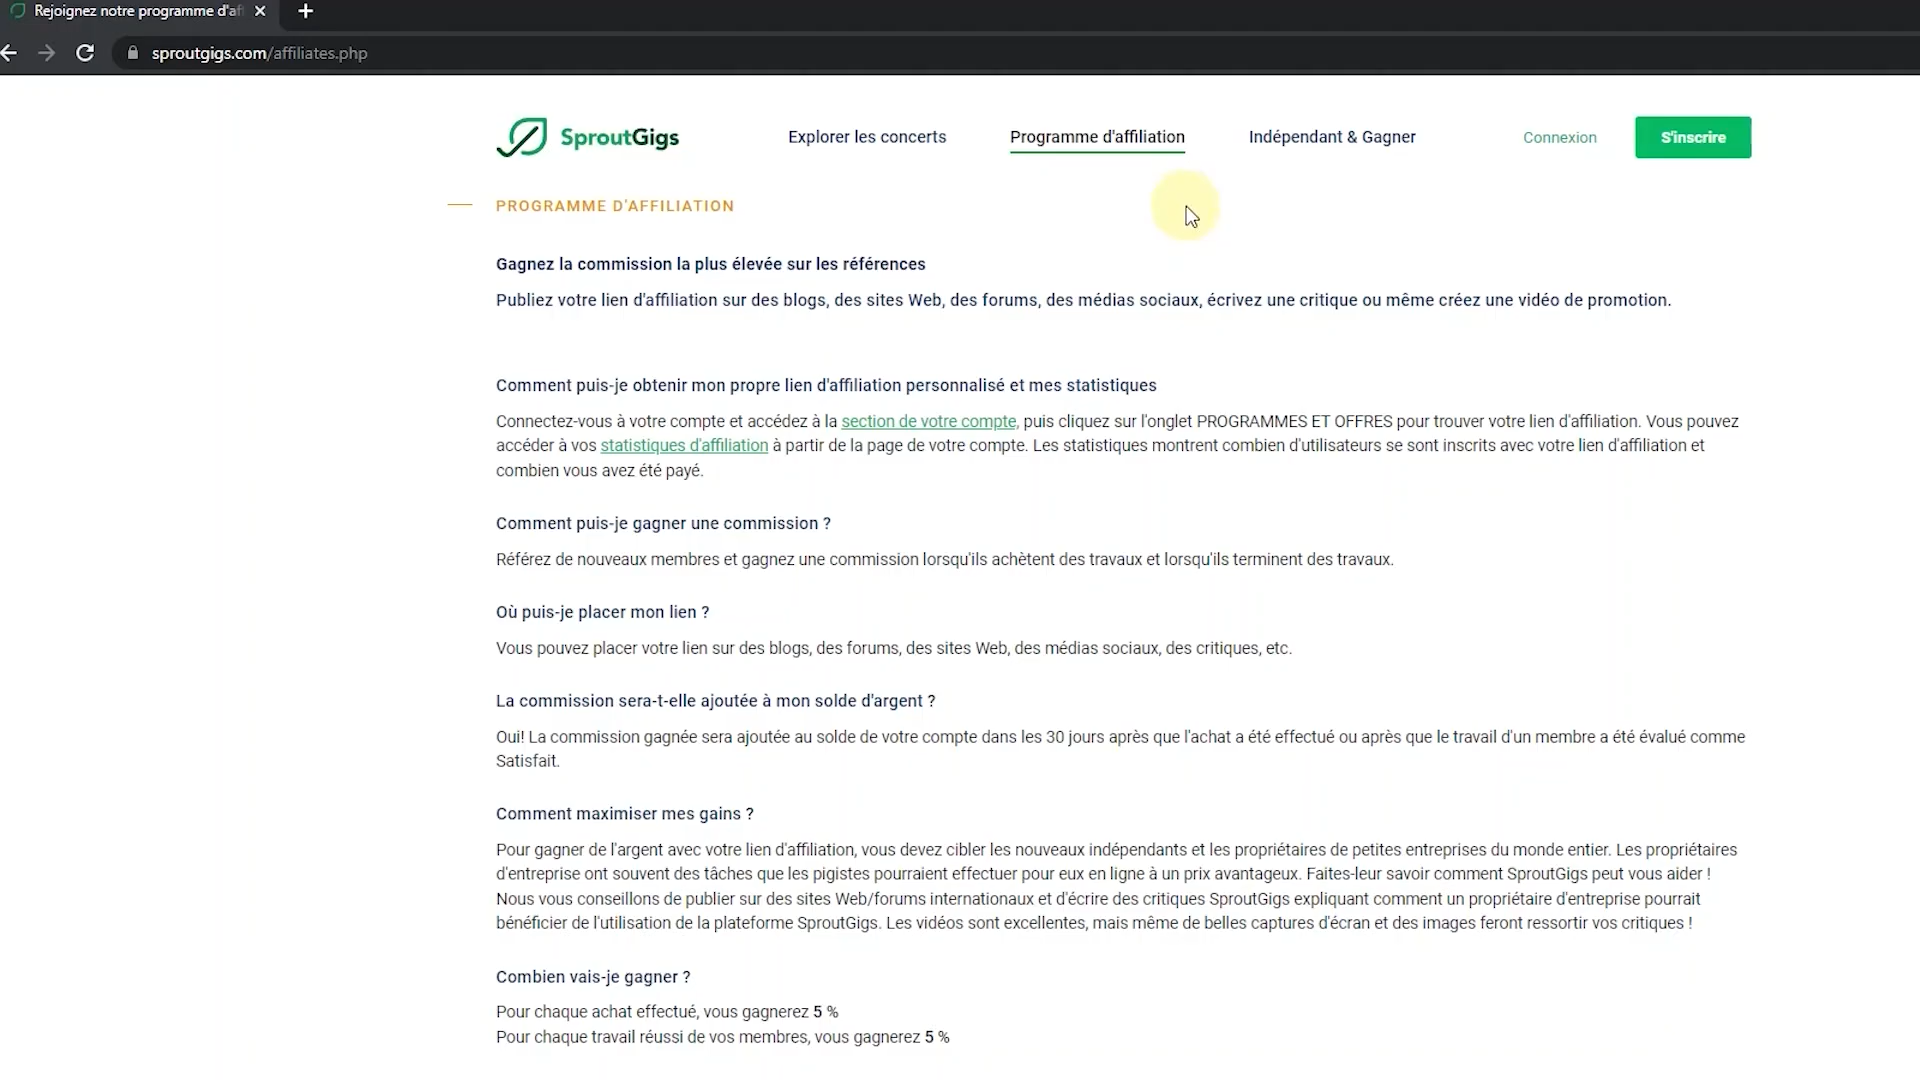 Rejoignez notre programme d'af
sproutgigs.com/affiliates.php
SproutGigs
Explorer les concerts
Programme d'affiliation
Indépendant & Gagner
Connexion
S'inscrire
PROGRAMME D'AFFILIATION
Gagnez la commission la plus élevée sur les références
Publiez votre lien d'affiliation sur des blogs, des sites Web, des forums, des médias sociaux, écrivez une critique ou même créez une vidéo de promotion.
Comment puis-je obtenir mon propre lien d'affiliation personnalisé et mes statistiques
Connectez-vous à votre compte et accédez à la section de votre compte, puis cliquez sur l'onglet PROGRAMMES ET OFFRES pour trouver votre lien d'affiliation. Vous pouvez
accéder à vos statistiques d'affiliation à partir de la page de votre compte. Les statistiques montrent combien d'utilisateurs se sont inscrits avec votre lien d'affiliation et
combien vous avez été payé.
Comment puis-je gagner une commission ?
Référez de nouveaux membres et gagnez une commission lorsqu'ils achètent des travaux et lorsqu'ils terminent des travaux.
Où puis-je placer mon lien ?
Vous pouvez placer votre lien sur des blogs, des forums, des sites Web, des médias sociaux, des critiques, etc.
La commission sera-t-elle ajoutée à mon solde d'argent ?
Oui! La commission gagnée sera ajoutée au solde de votre compte dans les 30 jours après que l'achat a été effectué ou après que le travail d'un membre a été évalué comme
Satisfait.
Comment maximiser mes gains ?
Pour gagner de l'argent avec votre lien d'affiliation, vous devez cibler les nouveaux indépendants et les propriétaires de petites entreprises du monde entier. Les propriétaires
d'entreprise ont souvent des tâches que les pigistes pourraient effectuer pour eux en ligne à un prix avantageux. Faites-leur savoir comment SproutGigs peut vous aider !
Nous vous conseillons de publier sur des sites Web/forums internationaux et d'écrire des critiques SproutGigs expliquant comment un propriétaire d'entreprise pourrait
bénéficier de l'utilisation de la plateforme SproutGigs. Les vidéos sont excellentes, mais même de belles captures d'écran et des images feront ressortir vos critiques !
Combien vais-je gagner ?
Pour chaque achat effectué, vous gagnerez 5 %
Pour chaque travail réussi de vos membres, vous gagnerez 5 %